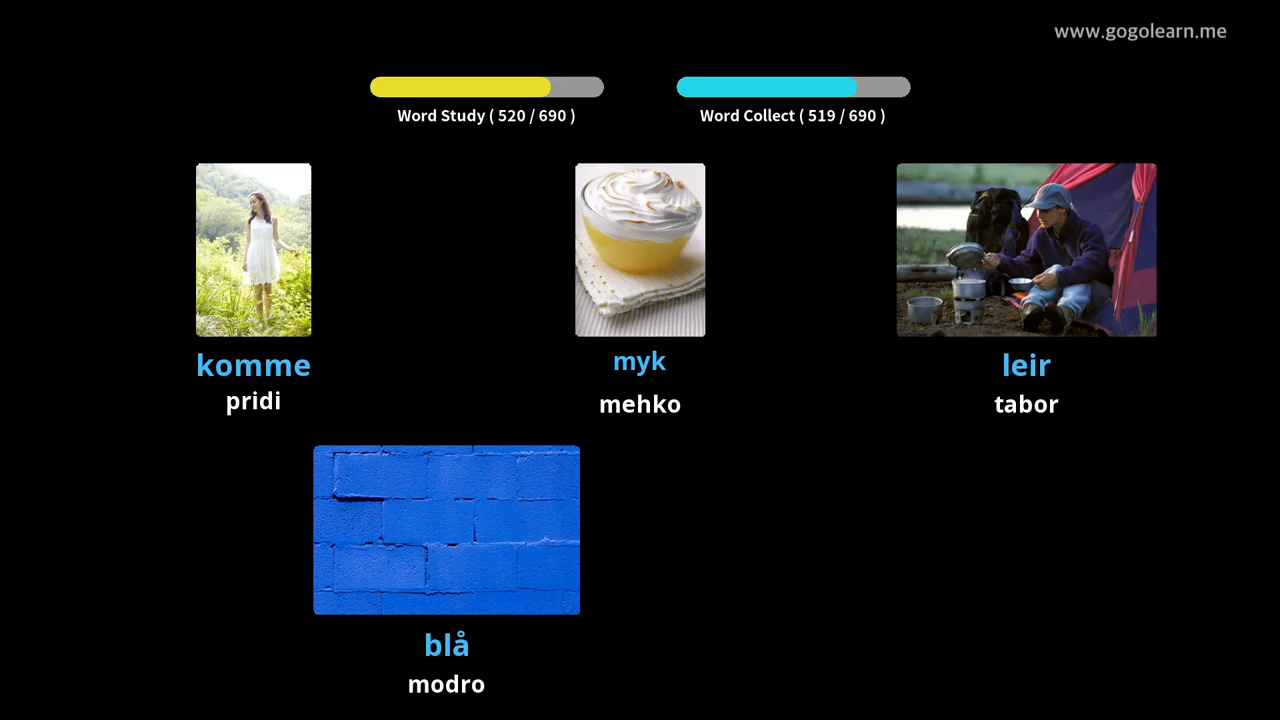 www.gogolearn.me
Word Study ( 520 / 690 )
Word Collect ( 519 / 690 )
komme
pridi
myk
mehko
leir
tabor
blå
modro